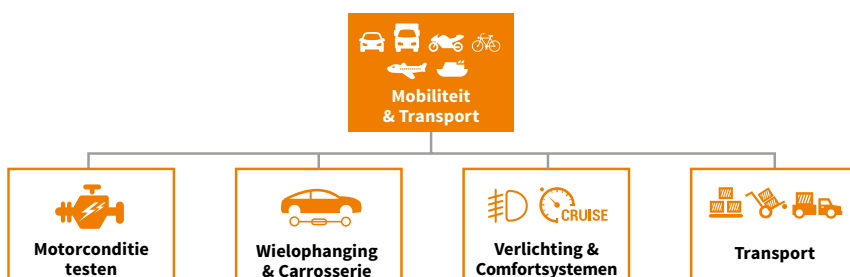 Mobiliteit
& Transport
Motorconditie
testen
Wielophanging
& Carrosserie
CRUISE
Verlichting &
Comfortsystemen
Transport